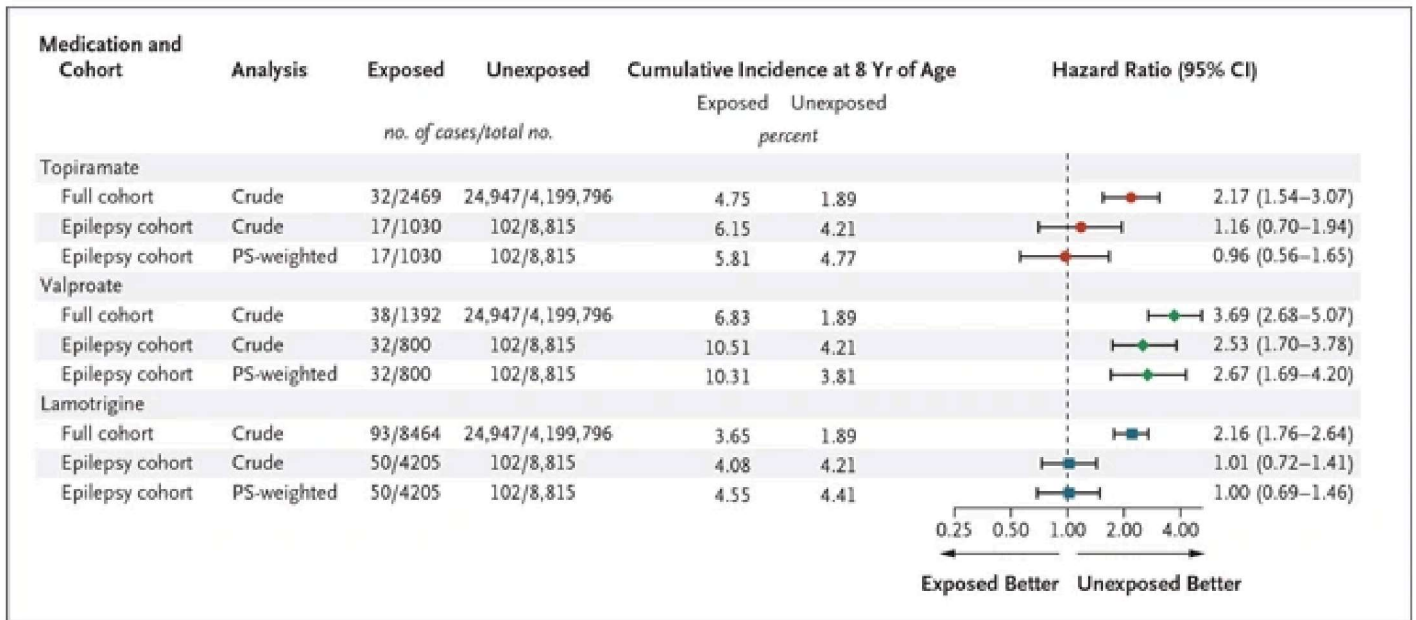 Medication and
Cohort Analysis Exposed Unexposed Cumulative Incidence at 8 Yr of Age Hazard Ratio (95% CI)
Exposed Unexposed
no. of cases/total no. percent
Topiramate
Full cohort Crude 32/2469 24,947/4,199,796 4.75 1.89 2.17 (1.54–3.07)
Epilepsy cohort Crude 17/1030 102/8,815 6.15 4.21 1.16 (0.70–1.94)
Epilepsy cohort PS-weighted 17/1030 102/8,815 5.81 4.77 0.96 (0.56–1.65)
Valproate
Full cohort Crude 38/1392 24,947/4,199,796 6.83 1.89 3.69 (2.68–5.07)
Epilepsy cohort Crude 32/800 102/8,815 10.51 4.21 2.53 (1.70–3.78)
Epilepsy cohort PS-weighted 32/800 102/8,815 10.31 3.81 2.67 (1.69–4.20)
Lamotrigine
Full cohort Crude 93/8464 24,947/4,199,796 3.65 1.89 2.16 (1.76–2.64)
Epilepsy cohort Crude 50/4205 102/8,815 4.08 4.21 1.01 (0.72–1.41)
Epilepsy cohort PS-weighted 50/4205 102/8,815 4.55 4.41 1.00 (0.69–1.46)
0.25 0.50 1.00 2.00 4.00
Exposed Better Unexposed Better